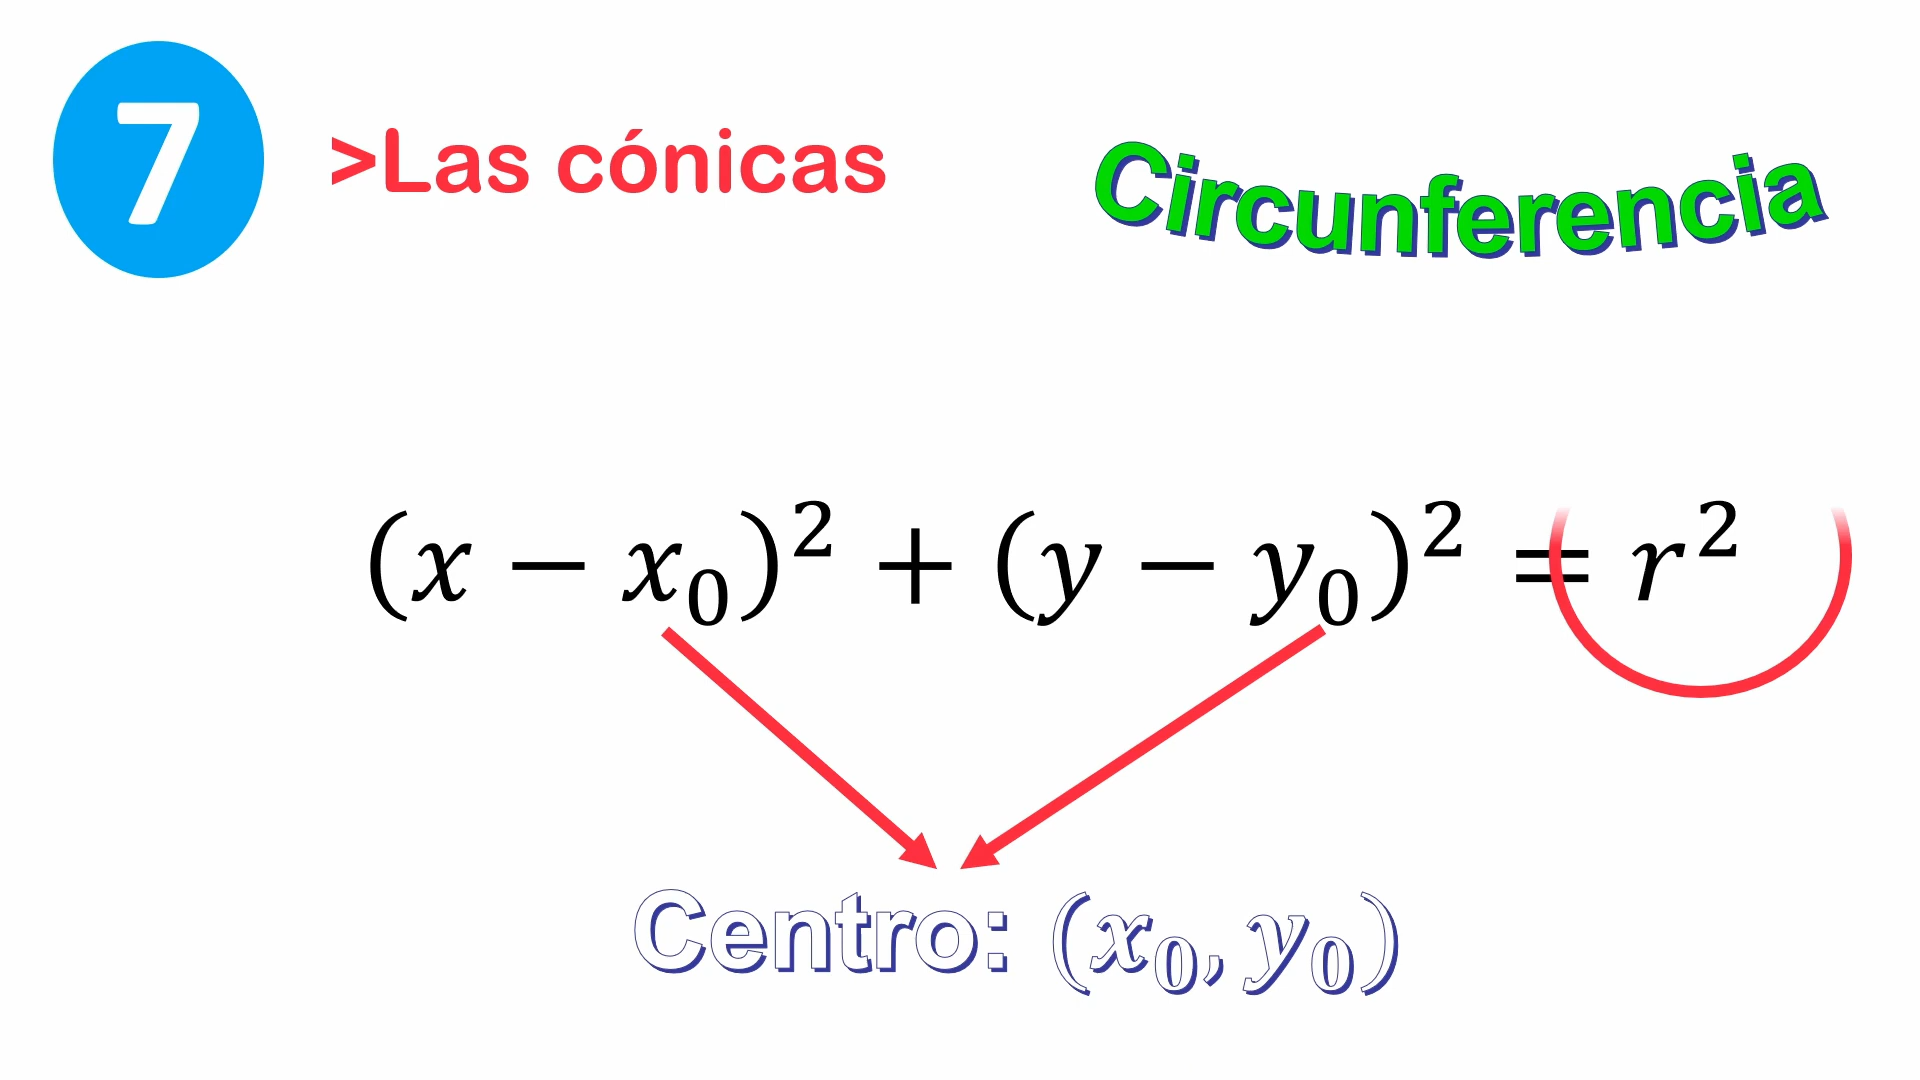 7
>Las cónicas
Circunferencia
(x − x₀)² + (y − y₀)² = r²
Centro: (x₀, y₀)